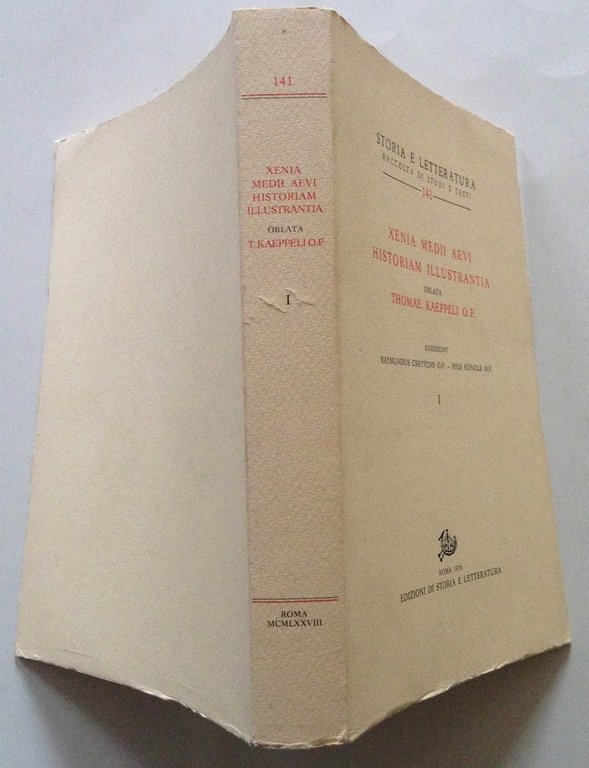 141
XENIA
MEDII AEVI
HISTORIAM
ILLUSTRANTIA
OBLATA
T. KAEPPELI O.P.
I
ROMA
MCMLXXVIII
STORIA E LETTERATURA
RACCOLTA DI STUDI E TESTI
141
XENIA MEDII AEVI
HISTORIAM ILLUSTRANTIA
OBLATA
THOMAE KAEPPELI O.P.
EDIDERUNT
RAYMUNDUS CREYTENS O.P. - PIUS KÜNZLE O.P.
I
ROMA 1978
EDIZIONI DI STORIA E LETTERATURA